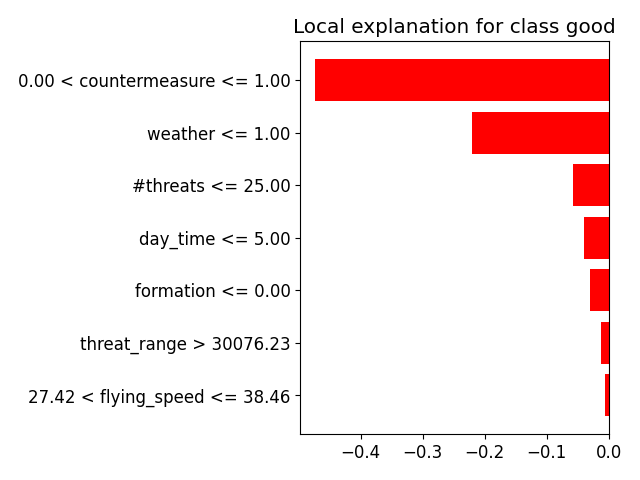 Local explanation for class good
0.00 < countermeasure <= 1.00
weather <= 1.00
#threats <= 25.00
day_time <= 5.00
formation <= 0.00
threat_range > 30076.23
27.42 < flying_speed <= 38.46
−0.4 −0.3 −0.2 −0.1 0.0